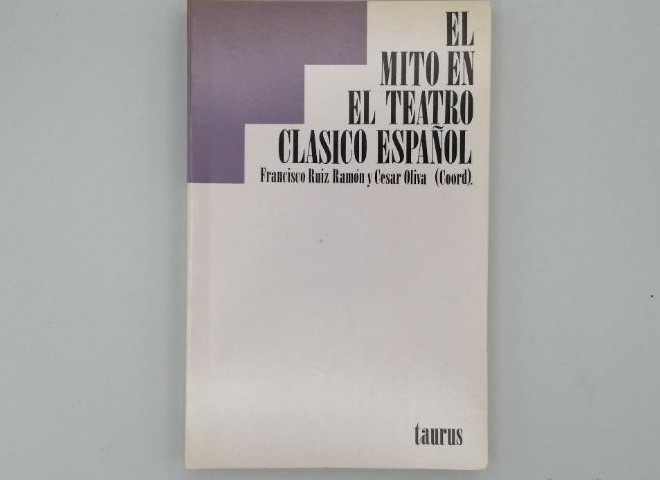 EL
MITO EN
EL TEATRO
CLASICO ESPAÑOL
Francisco Ruiz Ramón y Cesar Oliva (Coord).
taurus